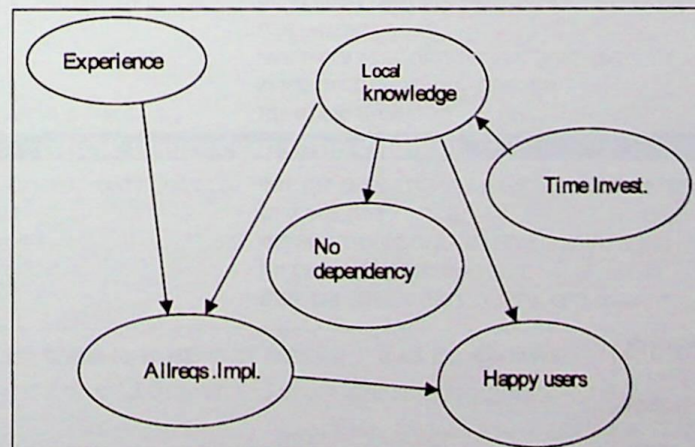 Experience
Local
knowledge
Time Invest.
No
dependency
Allreqs.Impl.
Happy users